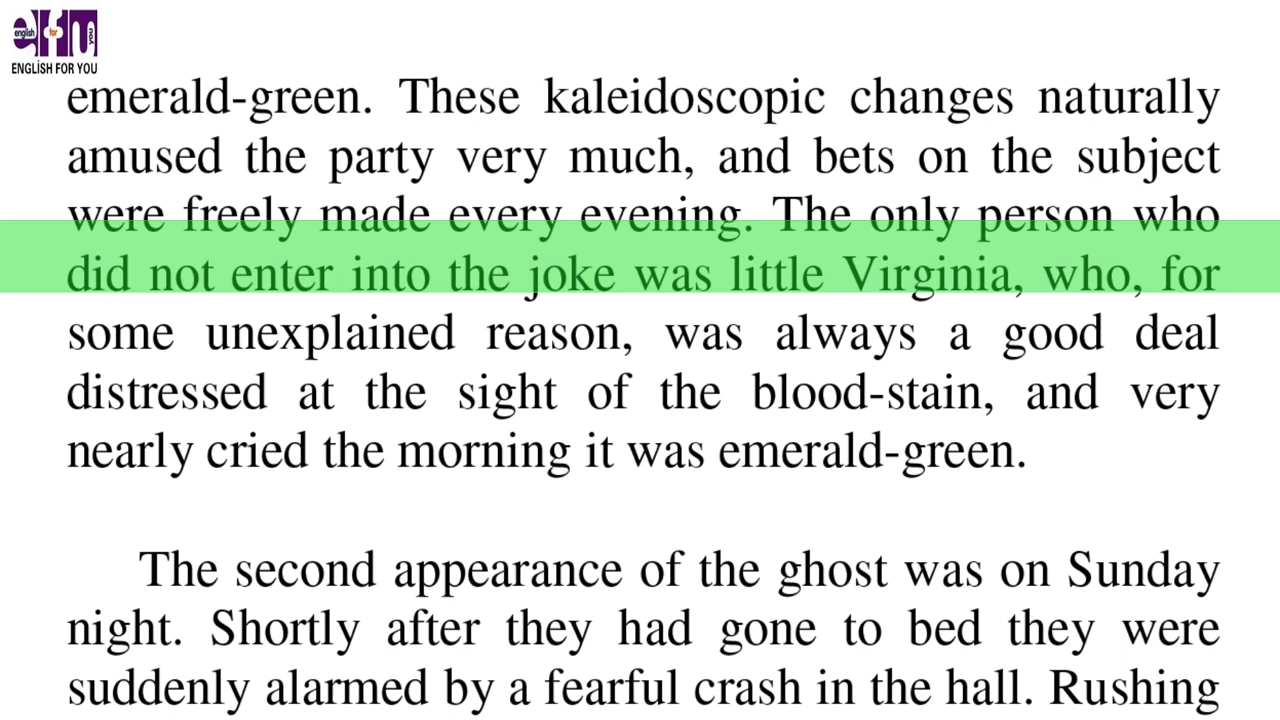 english for you
ENGLİSH FOR YOU
emerald-green. These kaleidoscopic changes naturally
amused the party very much, and bets on the subject
were freely made every evening. The only person who
did not enter into the joke was little Virginia, who, for
some unexplained reason, was always a good deal
distressed at the sight of the blood-stain, and very
nearly cried the morning it was emerald-green.
The second appearance of the ghost was on Sunday
night. Shortly after they had gone to bed they were
suddenly alarmed by a fearful crash in the hall. Rushing